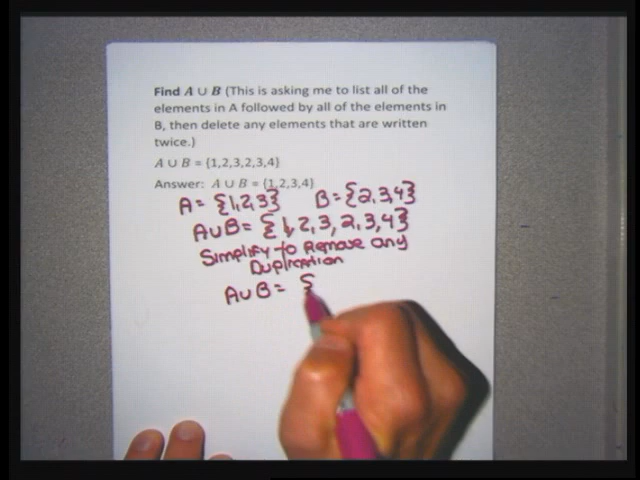 Find A ∪ B (This is asking me to list all of the
elements in A followed by all of the elements in
B, then delete any elements that are written
twice.)
A ∪ B = {1,2,3,2,3,4}
Answer: A ∪ B = {1,2,3,4}
A = {1,2,3} B = {2,3,4}
A∪B = {1, 2, 3, 2, 3, 4}
Simplify to Remove any
Duplication
A∪B = {